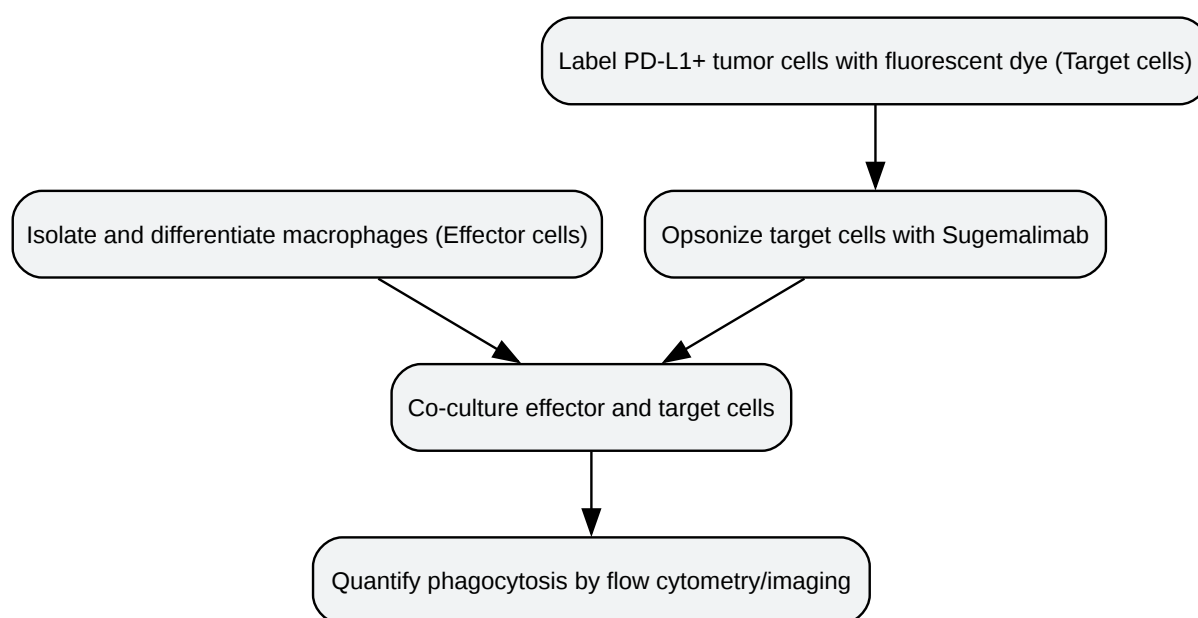 Label PD-L1+ tumor cells with fluorescent dye (Target cells)
Isolate and differentiate macrophages (Effector cells)
Opsonize target cells with Sugemalimab
Co-culture effector and target cells
Quantify phagocytosis by flow cytometry/imaging